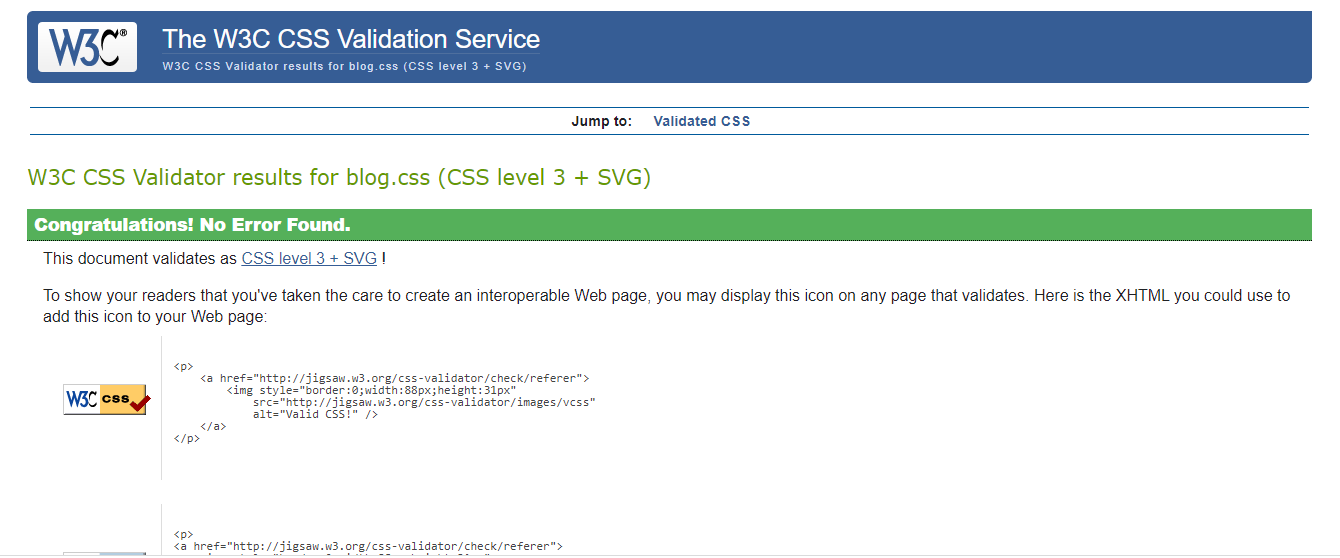 W3C®
The W3C CSS Validation Service
W3C CSS Validator results for blog.css (CSS level 3 + SVG)
Jump to: Validated CSS
W3C CSS Validator results for blog.css (CSS level 3 + SVG)
Congratulations! No Error Found.
This document validates as CSS level 3 + SVG !
To show your readers that you've taken the care to create an interoperable Web page, you may display this icon on any page that validates. Here is the XHTML you could use to
add this icon to your Web page:
<p>
    <a href="http://jigsaw.w3.org/css-validator/check/referer">
        <img style="border:0;width:88px;height:31px"
            src="http://jigsaw.w3.org/css-validator/images/vcss"
            alt="Valid CSS!" />
    </a>
</p>
W3C css
<p>
<a href="http://jigsaw.w3.org/css-validator/check/referer">